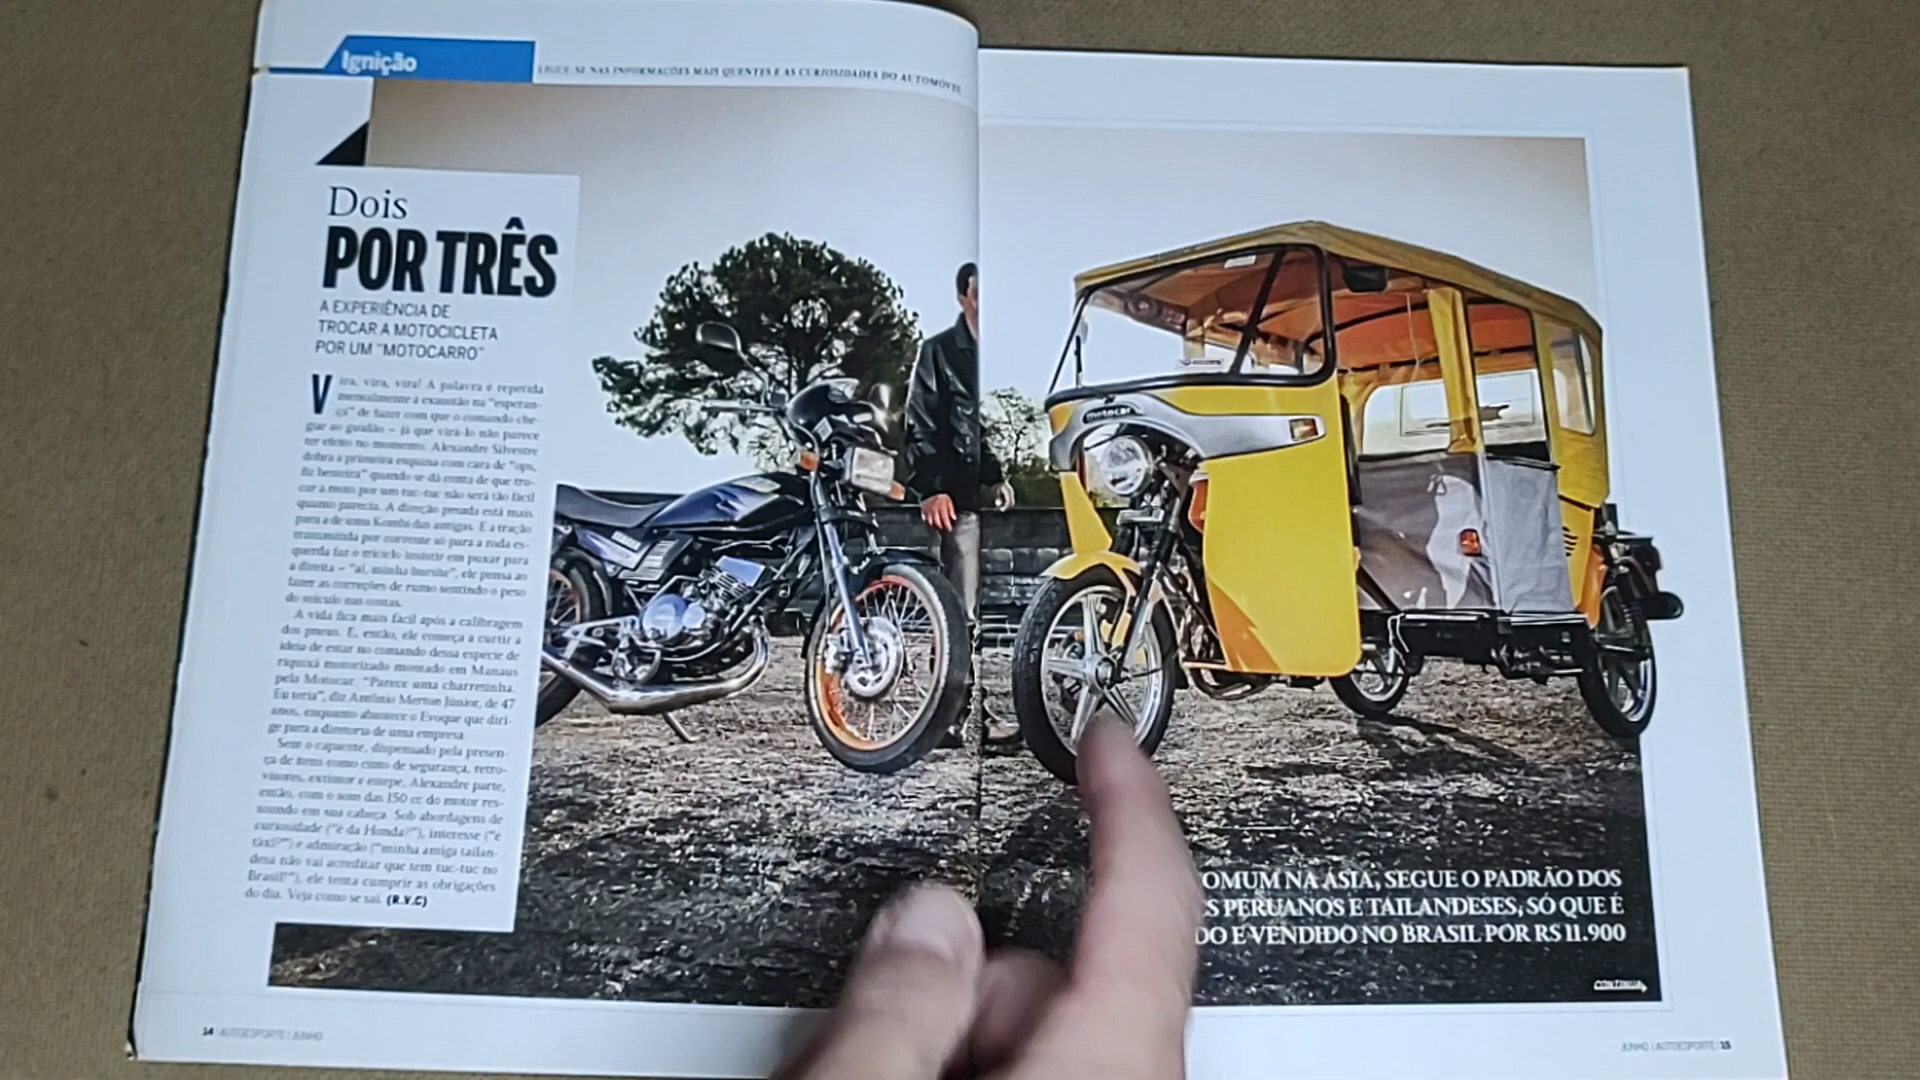 Ignição
LIGUE-SE NAS INFORMAÇÕES MAIS QUENTES E AS CURIOSIDADES DO AUTOMÓVEL
Dois
POR TRÊS
A EXPERIÊNCIA DE
TROCAR A MOTOCICLETA
POR UM "MOTOCARRO"
Vira, vira, vira! A palavra é repetida
mentalmente à exaustão na "esperan-
ça" de fazer com que o comando che-
gue ao guidão – já que virá-lo não parece
ter efeito no momento. Alexandre Silvestre
dobra a primeira esquina com cara de "ops,
fiz besteira" quando se dá conta de que tro-
car a moto por um tuc-tuc não será tão fácil
quanto parecia. A direção pesada está mais
para a de uma Kombi das antigas. E a tração
transmitida por corrente só para a roda es-
querda faz o triciclo insistir em puxar para
a direita – "ai, minha bursite", ele pensa ao
fazer as correções de rumo sentindo o peso
do veículo nas costas.
A vida fica mais fácil após a calibragem
dos pneus. E, então, ele começa a curtir a
ideia de estar no comando dessa espécie de
riquixá motorizado montado em Manaus
pela Motocar. "Parece uma charretinha.
Eu teria", diz Antônio Merton Júnior, de 47
anos, enquanto abastece o Evoque que diri-
ge para a diretoria de uma empresa.
Sem o capacete, dispensado pela presen-
ça de itens como cinto de segurança, retro-
visores, extintor e estepe, Alexandre parte,
então, com o som das 150 cc do motor res-
soando em sua cabeça. Sob abordagens de
curiosidade ("é da Honda?"), interesse ("é
táxi?") e admiração ("minha amiga tailan-
desa não vai acreditar que tem tuc-tuc no
Brasil!"), ele tenta cumprir as obrigações
do dia. Veja como se sai. (R.V.C)
motocar
OMUM NA ÁSIA, SEGUE O PADRÃO DOS
S PERUANOS E TAILANDESES, SÓ QUE É
DO E VENDIDO NO BRASIL POR R$ 11.900
CONTINUA
14 | AUTOESPORTE | JUNHO
JUNHO | AUTOESPORTE | 15